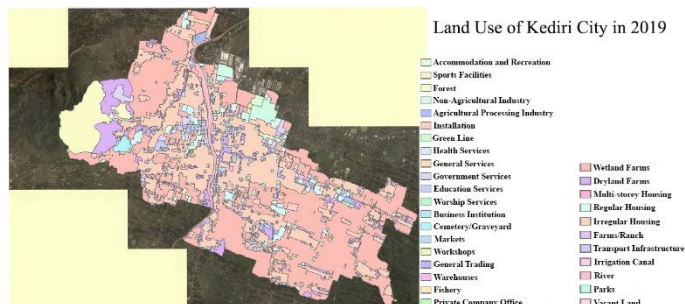 Land Use of Kediri City in 2019
Accommodation and Recreation
Sports Facilities
Forest
Non-Agricultural Industry
Agricultural Processing Industry
Installation
Green Line
Health Services
General Services
Government Services
Education Services
Worship Services
Business Institution
Cemetery/Graveyard
Markets
Workshops
General Trading
Warehouses
Fishery
Private Company Office
Wetland Farms
Dryland Farms
Multi-storey Housing
Regular Housing
Irregular Housing
Farms/Ranch
Transport Infrastructure
Irrigation Canal
River
Parks
Vacant Land